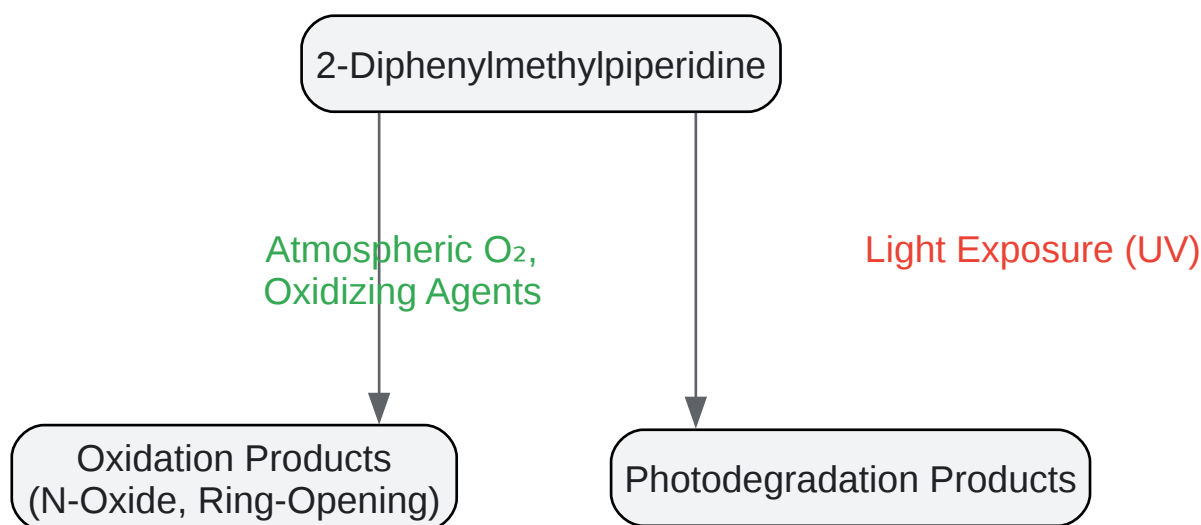 2-Diphenylmethylpiperidine
Atmospheric O₂,
Oxidizing Agents
Light Exposure (UV)
Oxidation Products
(N-Oxide, Ring-Opening)
Photodegradation Products